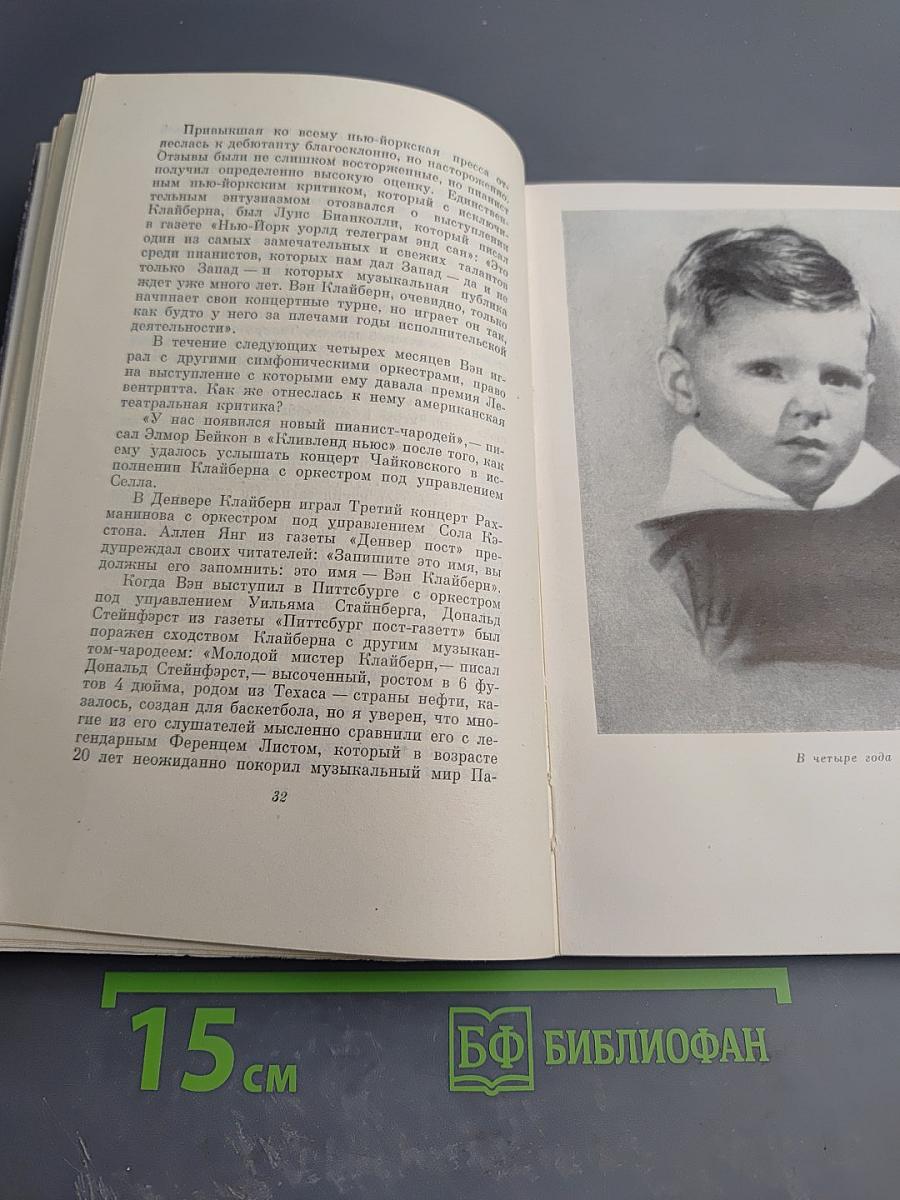 Привыкшая ко всему нью-йоркская пресса от-
неслась к дебютанту благосклонно, но настороженно.
Отзывы были не слишком восторженные, но пианист
получил определенно высокую оценку. Единствен-
ным нью-йоркским критиком, который с исключи-
тельным энтузиазмом отозвался о выступлении
Клайберна, был Луис Бианколли, который писал
в газете «Нью-Йорк уорлд телеграм энд сан»: «Это
один из самых замечательных и свежих талантов
среди пианистов, которых нам дал Запад — да и не
только Запад — и которых музыкальная публика
ждет уже много лет. Вэн Клайберн, очевидно, только
начинает свои концертные турне, но играет он так,
как будто у него за плечами годы исполнительской
деятельности».
В течение следующих четырех месяцев Вэн иг-
рал с другими симфоническими оркестрами, право
на выступление с которыми ему давала премия Ле-
вентритта. Как же отнеслась к нему американская
театральная критика?
«У нас появился новый пианист-чародей»,— пи-
сал Элмор Бейкон в «Кливленд ньюс» после того, как
ему удалось услышать концерт Чайковского в ис-
полнении Клайберна с оркестром под управлением
Селла.
В Денвере Клайберн играл Третий концерт Рах-
манинова с оркестром под управлением Сола Кэ-
стона. Аллен Янг из газеты «Денвер пост» пре-
дупреждал своих читателей: «Запишите это имя, вы
должны его запомнить: это имя — Вэн Клайберн».
Когда Вэн выступил в Питтсбурге с оркестром
под управлением Уильяма Стайнберга, Дональд
Стейнфэрст из газеты «Питтсбург пост-газетт» был
поражен сходством Клайберна с другим музыкан-
том-чародеем: «Молодой мистер Клайберн,— писал
Дональд Стейнфэрст,— высоченный, ростом в 6 фу-
тов 4 дюйма, родом из Техаса — страны нефти, ка-
залось, создан для баскетбола, но я уверен, что мно-
гие из его слушателей мысленно сравнили его с ле-
гендарным Ференцем Листом, который в возрасте
20 лет неожиданно покорил музыкальный мир Па-
32
В четыре года
15 см
БФ БИБЛИОФАН